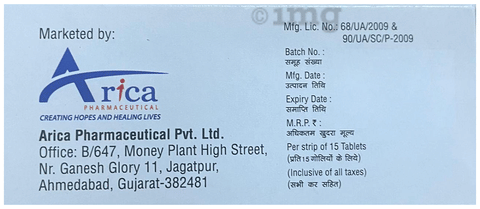 1mg
Marketed by:
Arica
PHARMACEUTICAL
CREATING HOPES AND HEALING LIVES
Arica Pharmaceutical Pvt. Ltd.
Office: B/647, Money Plant High Street,
Nr. Ganesh Glory 11, Jagatpur,
Ahmedabad, Gujarat-382481
Mfg. Lic. No.: 68/UA/2009 &
90/UA/SC/P-2009
Batch No. :
समूह संख्या
Mfg. Date :
उत्पादन तिथि
Expiry Date :
समाप्ति तिथि
M.R.P. ₹ :
अधिकतम खुदरा मूल्य
Per strip of 15 Tablets
(प्रति 15 गोलियों के लिये)
(Inclusive of all taxes)
(सभी कर सहित)